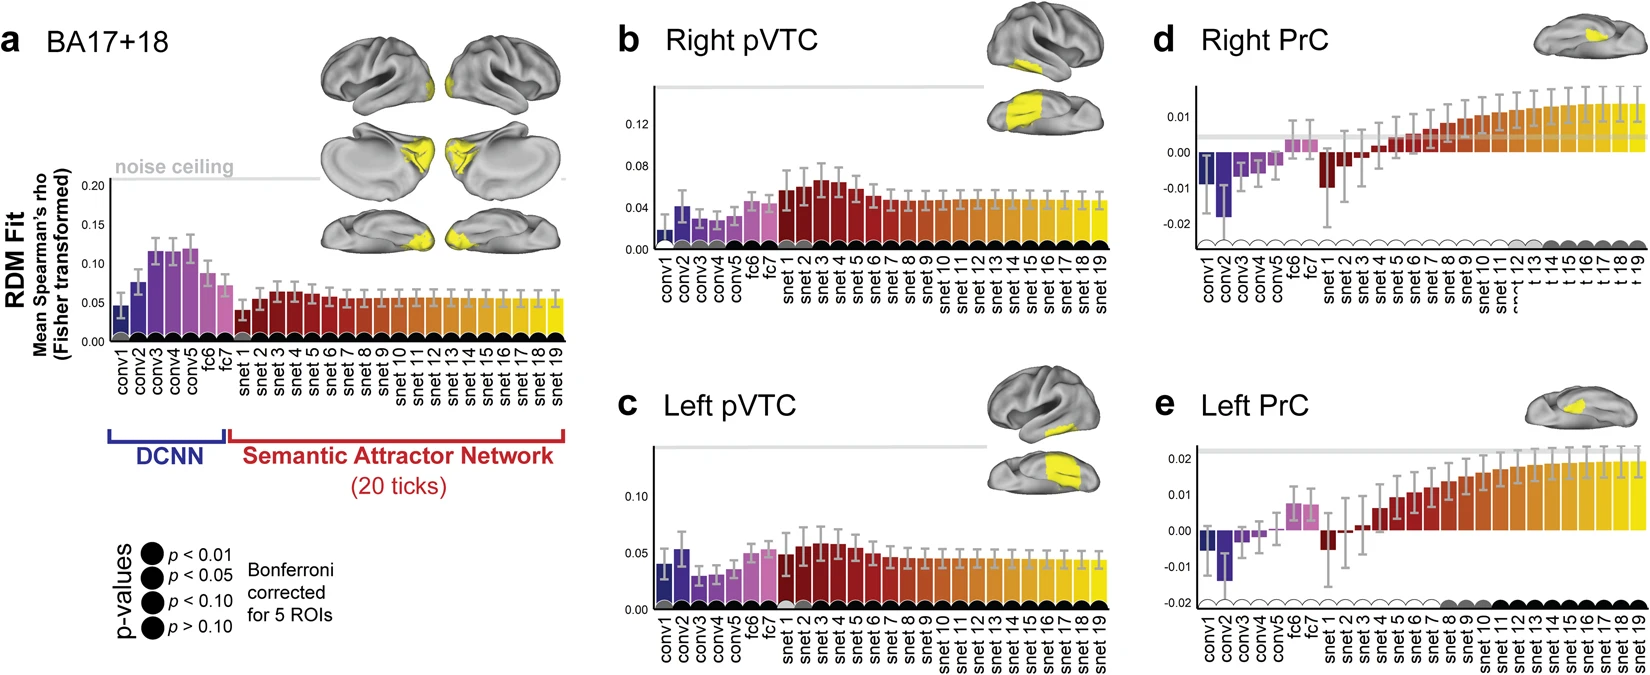 a BA17+18
noise ceiling
RDM Fit
Mean Spearman's rho
(Fisher transformed)
0.20
0.15
0.10
0.05
0.00
conv1
conv2
conv3
conv4
conv5
fc6
fc7
snet 1
snet 2
snet 3
snet 4
snet 5
snet 6
snet 7
snet 8
snet 9
snet 10
snet 11
snet 12
snet 13
snet 14
snet 15
snet 16
snet 17
snet 18
snet 19
DCNN
Semantic Attractor Network
(20 ticks)
p-values
p < 0.01
p < 0.05
p < 0.10
p > 0.10
Bonferroni
corrected
for 5 ROIs
b Right pVTC
0.12
0.08
0.04
0.00
conv1
conv2
conv3
conv4
conv5
fc6
fc7
snet 1
snet 2
snet 3
snet 4
snet 5
snet 6
snet 7
snet 8
snet 9
snet 10
snet 11
snet 12
snet 13
snet 14
snet 15
snet 16
snet 17
snet 18
snet 19
c Left pVTC
0.10
0.05
0.00
conv1
conv2
conv3
conv4
conv5
fc6
fc7
snet 1
snet 2
snet 3
snet 4
snet 5
snet 6
snet 7
snet 8
snet 9
snet 10
snet 11
snet 12
snet 13
snet 14
snet 15
snet 16
snet 17
snet 18
snet 19
d Right PrC
0.01
0.00
-0.01
-0.02
conv1
conv2
conv3
conv4
conv5
fc6
fc7
snet 1
snet 2
snet 3
snet 4
snet 5
snet 6
snet 7
snet 8
snet 9
snet 10
snet 11
12
t 13
t 14
t 15
t 16
t 17
t 18
t 19
e Left PrC
0.02
0.01
0.00
-0.01
-0.02
conv1
conv2
conv3
conv4
conv5
fc6
fc7
snet 1
snet 2
snet 3
snet 4
snet 5
snet 6
snet 7
snet 8
snet 9
snet 10
snet 11
snet 12
snet 13
snet 14
snet 15
snet 16
snet 17
snet 18
snet 19